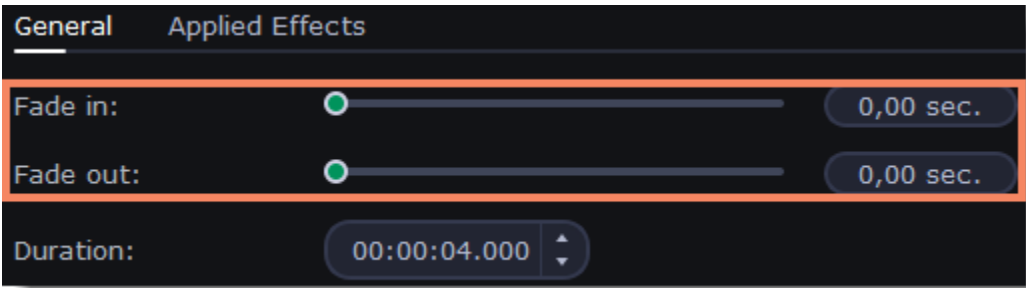 General Applied Effects
Fade in: 0,00 sec.
Fade out: 0,00 sec.
Duration: 00:00:04.000